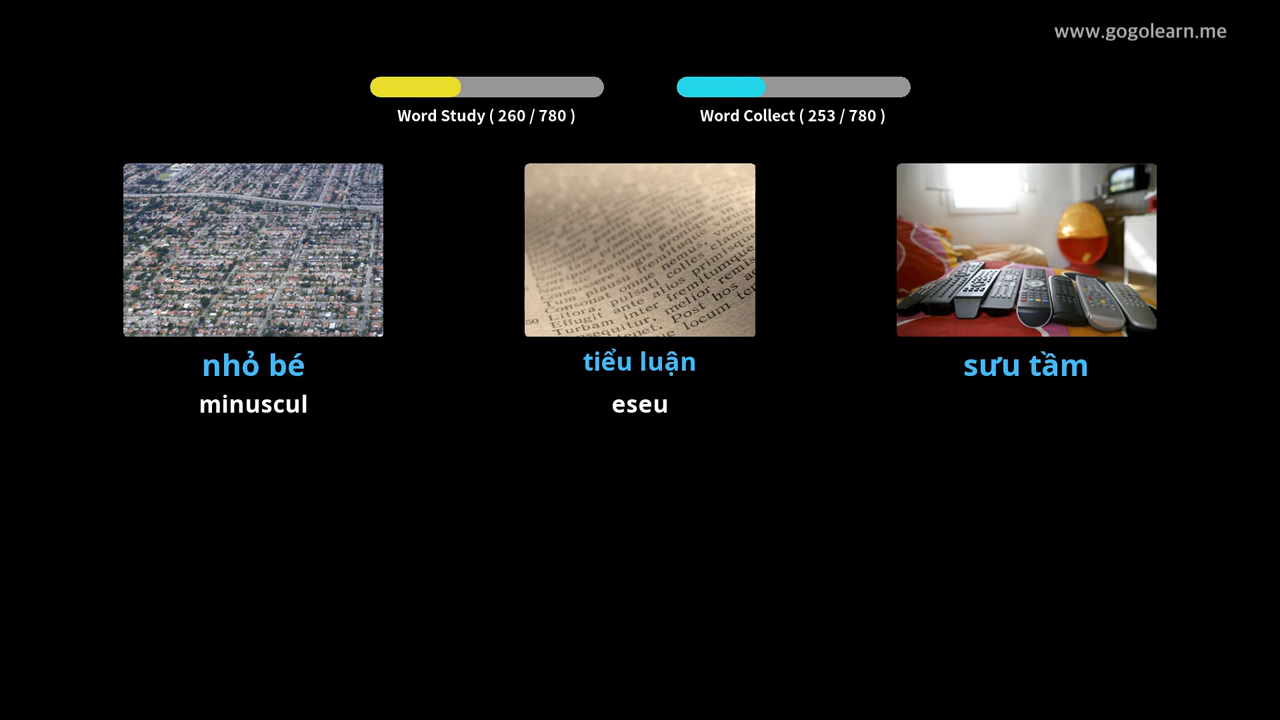 www.gogolearn.me
Word Study ( 260 / 780 )
Word Collect ( 253 / 780 )
nhỏ bé
minuscul
tiểu luận
eseu
sưu tầm